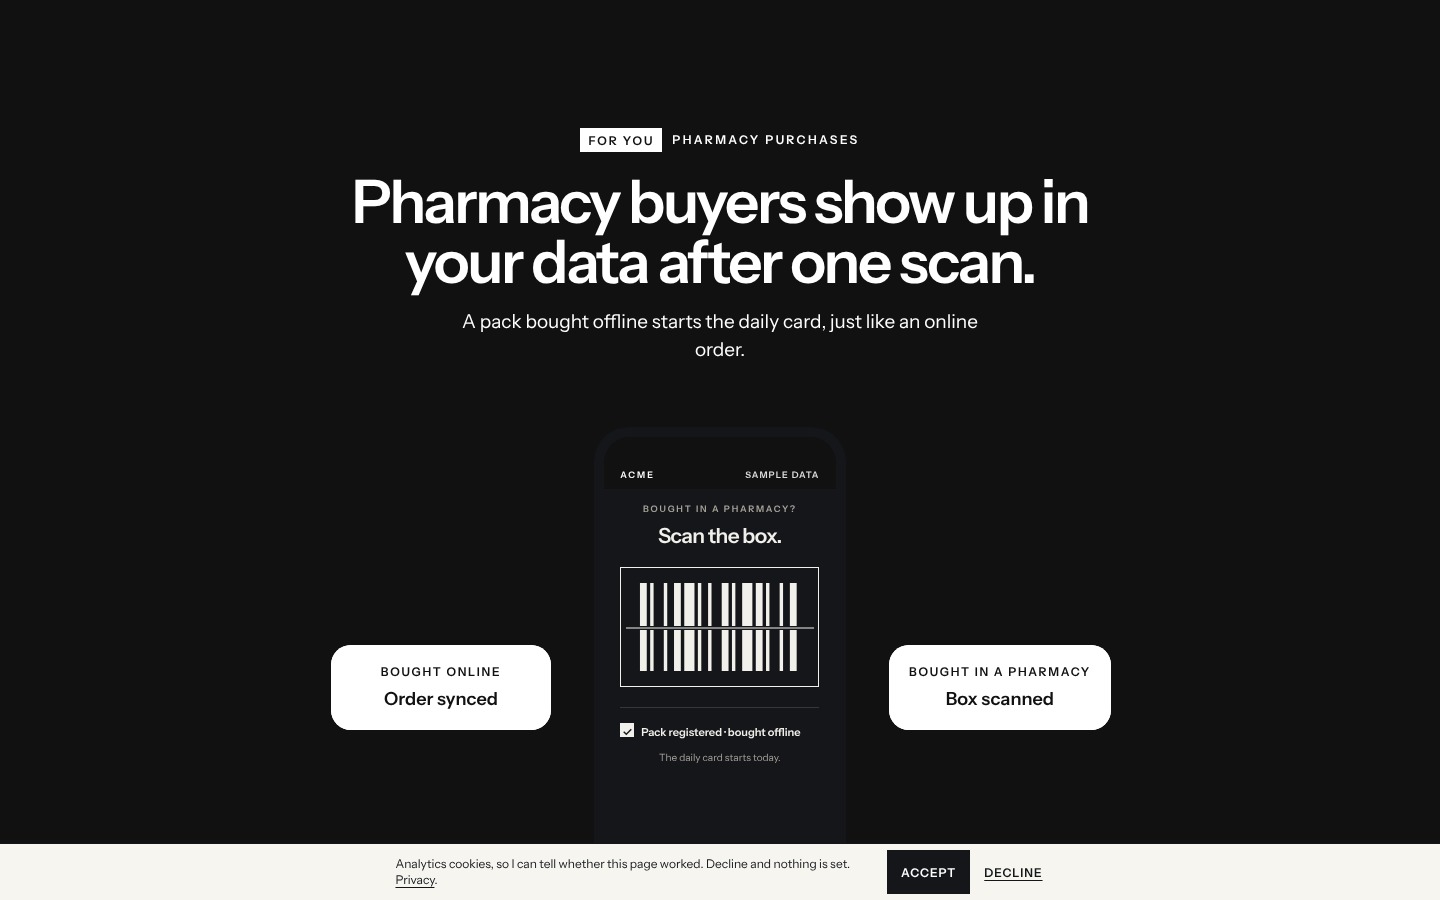 FOR YOU PHARMACY PURCHASES
Pharmacy buyers show up in
your data after one scan.
A pack bought offline starts the daily card, just like an online
order.
ACME SAMPLE DATA
BOUGHT IN A PHARMACY?
Scan the box.
BOUGHT ONLINE
Order synced
BOUGHT IN A PHARMACY
Box scanned
Pack registered · bought offline
The daily card starts today.
Analytics cookies, so I can tell whether this page worked. Decline and nothing is set.
Privacy.
ACCEPT
DECLINE